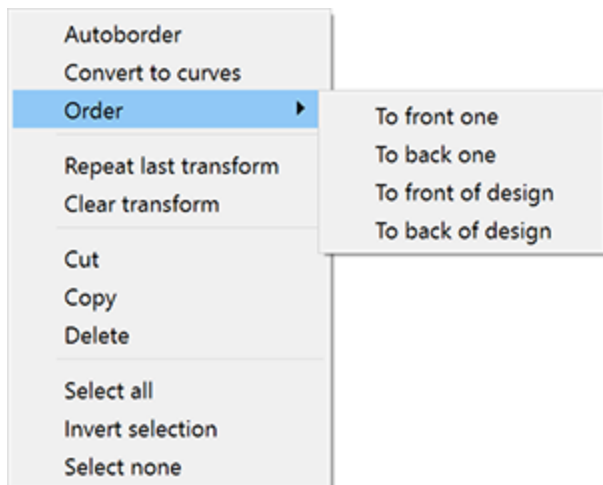 Autoborder
Convert to curves
Order
To front one
To back one
To front of design
To back of design
Repeat last transform
Clear transform
Cut
Copy
Delete
Select all
Invert selection
Select none